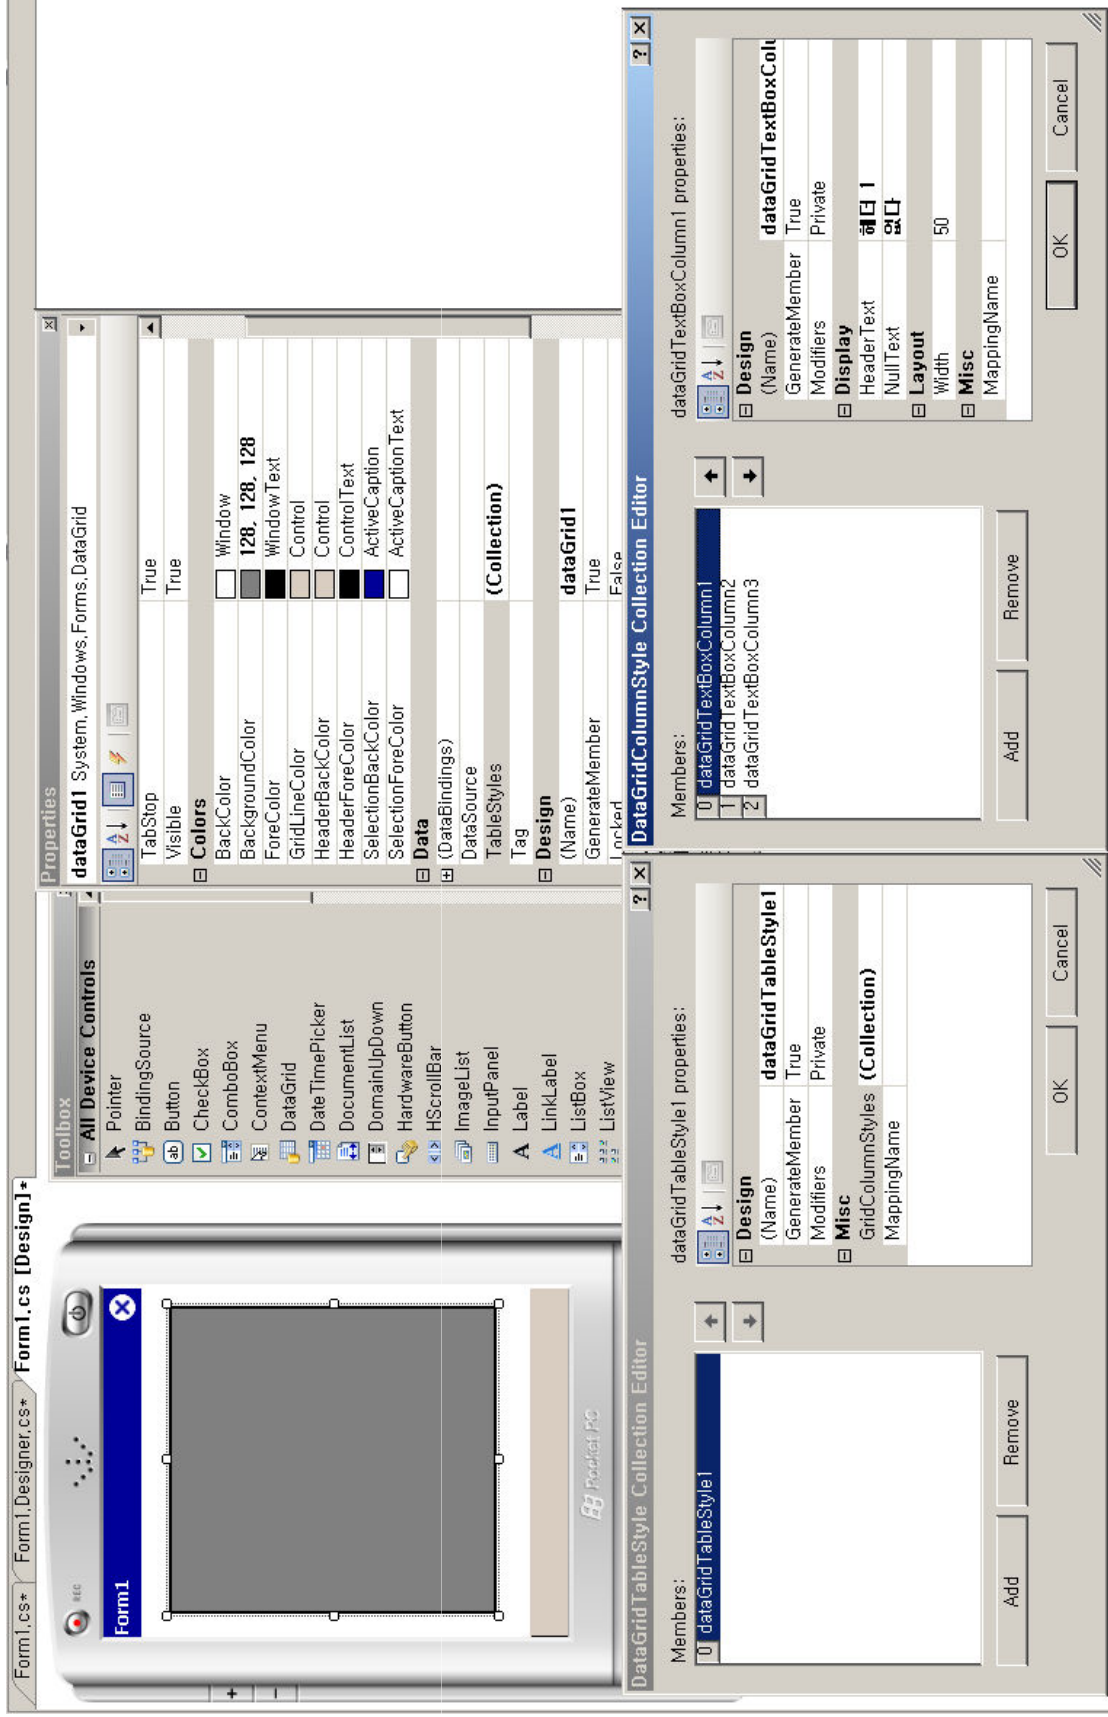 Form1.cs*
Form1.Designer.cs*
Form1.cs [Design]*
REC
Form1
Pocket PC
Toolbox
All Device Controls
Pointer
BindingSource
Button
CheckBox
ComboBox
ContextMenu
DataGrid
DateTimePicker
DocumentList
DomainUpDown
HardwareButton
HScrollBar
ImageList
InputPanel
Label
LinkLabel
ListBox
ListView
Properties
dataGrid1 System.Windows.Forms.DataGrid
TabStop True
Visible True
Colors
BackColor Window
BackgroundColor 128, 128, 128
ForeColor WindowText
GridLineColor Control
HeaderBackColor Control
HeaderForeColor ControlText
SelectionBackColor ActiveCaption
SelectionForeColor ActiveCaptionText
Data
(DataBindings)
DataSource
TableStyles (Collection)
Tag
Design
(Name) dataGrid1
GenerateMember True
Locked False
DataGridTableStyle Collection Editor
Members:
0 dataGridTableStyle1
Add
Remove
dataGridTableStyle1 properties:
Design
(Name) dataGridTableStyle1
GenerateMember True
Modifiers Private
Misc
GridColumnStyles (Collection)
MappingName
OK
Cancel
DataGridColumnStyle Collection Editor
Members:
0 dataGridTextBoxColumn1
1 dataGridTextBoxColumn2
2 dataGridTextBoxColumn3
Add
Remove
dataGridTextBoxColumn1 properties:
Design
(Name) dataGridTextBoxColu
GenerateMember True
Modifiers Private
Display
HeaderText 헤더 1
NullText 없다
Layout
Width 50
Misc
MappingName
OK
Cancel